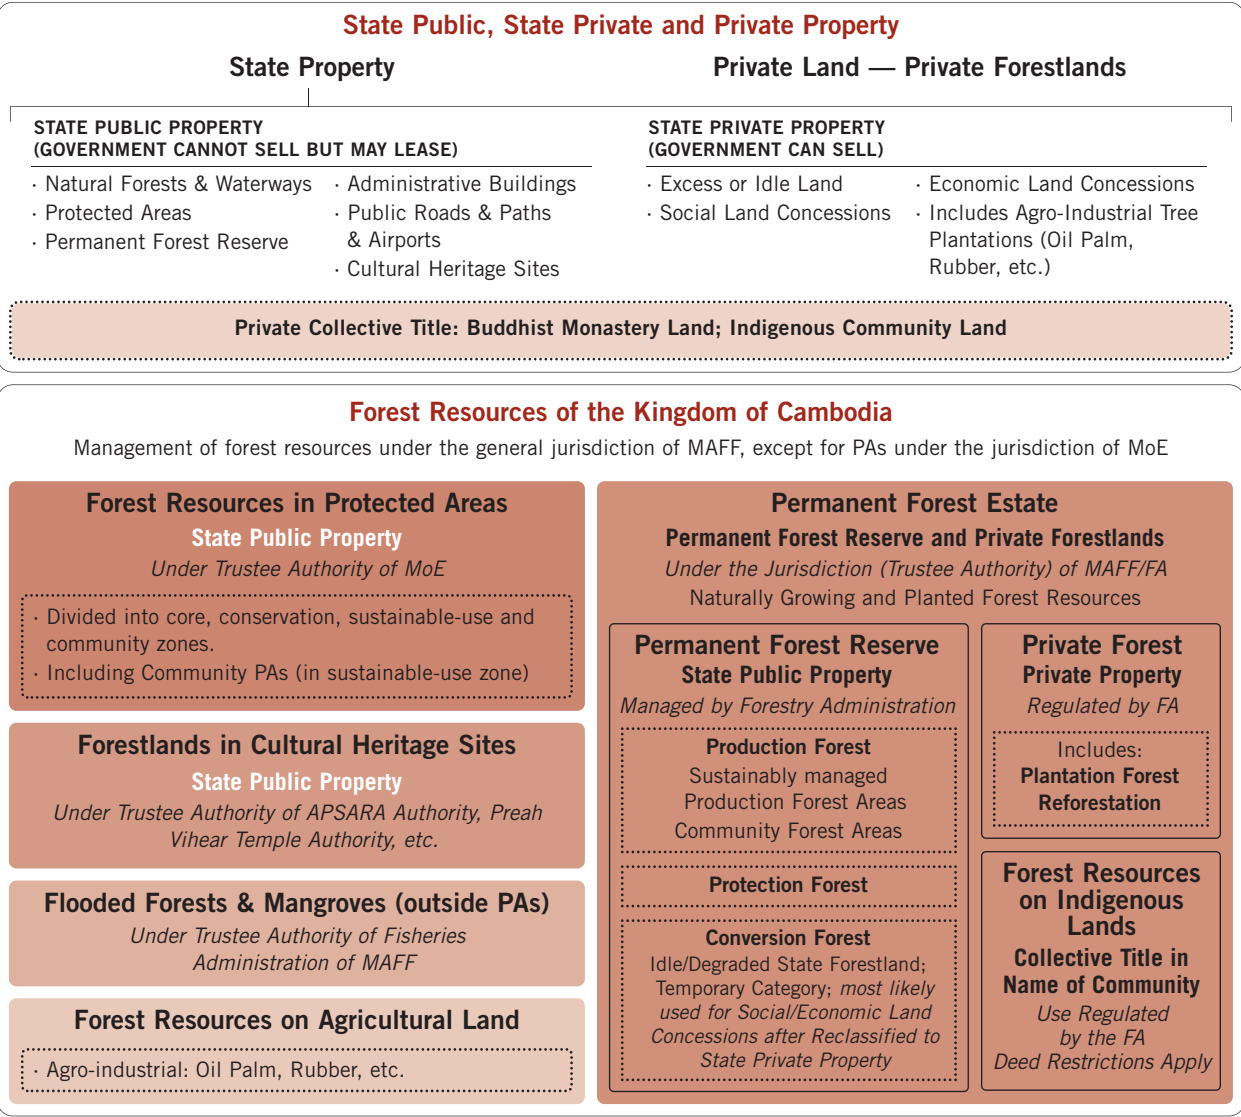 State Public, State Private and Private Property
State Property
Private Land — Private Forestlands
STATE PUBLIC PROPERTY
(GOVERNMENT CANNOT SELL BUT MAY LEASE)
· Natural Forests & Waterways
· Protected Areas
· Permanent Forest Reserve
· Administrative Buildings
· Public Roads & Paths
& Airports
· Cultural Heritage Sites
STATE PRIVATE PROPERTY
(GOVERNMENT CAN SELL)
· Excess or Idle Land
· Social Land Concessions
· Economic Land Concessions
· Includes Agro-Industrial Tree
Plantations (Oil Palm,
Rubber, etc.)
Private Collective Title: Buddhist Monastery Land; Indigenous Community Land
Forest Resources of the Kingdom of Cambodia
Management of forest resources under the general jurisdiction of MAFF, except for PAs under the jurisdiction of MoE
Forest Resources in Protected Areas
State Public Property
Under Trustee Authority of MoE
· Divided into core, conservation, sustainable-use and
community zones.
· Including Community PAs (in sustainable-use zone)
Forestlands in Cultural Heritage Sites
State Public Property
Under Trustee Authority of APSARA Authority, Preah
Vihear Temple Authority, etc.
Flooded Forests & Mangroves (outside PAs)
Under Trustee Authority of Fisheries
Administration of MAFF
Forest Resources on Agricultural Land
· Agro-industrial: Oil Palm, Rubber, etc.
Permanent Forest Estate
Permanent Forest Reserve and Private Forestlands
Under the Jurisdiction (Trustee Authority) of MAFF/FA
Naturally Growing and Planted Forest Resources
Permanent Forest Reserve
State Public Property
Managed by Forestry Administration
Production Forest
Sustainably managed
Production Forest Areas
Community Forest Areas
Protection Forest
Conversion Forest
Idle/Degraded State Forestland;
Temporary Category; most likely
used for Social/Economic Land
Concessions after Reclassified to
State Private Property
Private Forest
Private Property
Regulated by FA
Includes:
Plantation Forest
Reforestation
Forest Resources
on Indigenous
Lands
Collective Title in
Name of Community
Use Regulated
by the FA
Deed Restrictions Apply